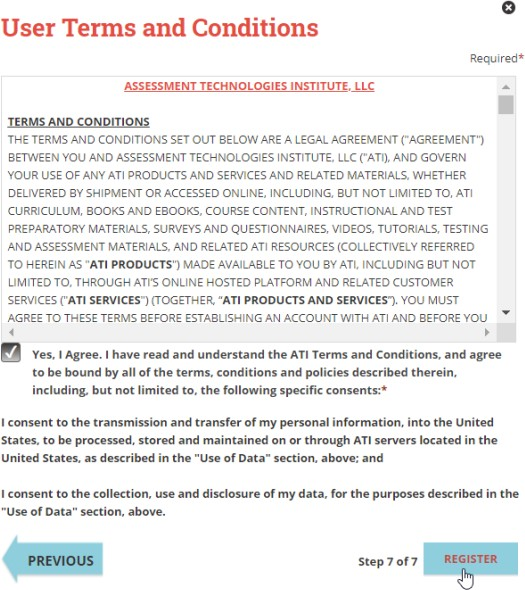 User Terms and Conditions
Required*
ASSESSMENT TECHNOLOGIES INSTITUTE, LLC
TERMS AND CONDITIONS
THE TERMS AND CONDITIONS SET OUT BELOW ARE A LEGAL AGREEMENT ("AGREEMENT")
BETWEEN YOU AND ASSESSMENT TECHNOLOGIES INSTITUTE, LLC ("ATI), AND GOVERN
YOUR USE OF ANY ATI PRODUCTS AND SERVICES AND RELATED MATERIALS, WHETHER
DELIVERED BY SHIPMENT OR ACCESSED ONLINE, INCLUDING, BUT NOT LIMITED TO, ATI
CURRICULUM, BOOKS AND EBOOKS, COURSE CONTENT, INSTRUCTIONAL AND TEST
PREPARATORY MATERIALS, SURVEYS AND QUESTIONNAIRES, VIDEOS, TUTORIALS, TESTING
AND ASSESSMENT MATERIALS, AND RELATED ATI RESOURCES (COLLECTIVELY REFERRED
TO HEREIN AS "ATI PRODUCTS") MADE AVAILABLE TO YOU BY ATI, INCLUDING BUT NOT
LIMITED TO, THROUGH ATI'S ONLINE HOSTED PLATFORM AND RELATED CUSTOMER
SERVICES ("ATI SERVICES") (TOGETHER, “ATI PRODUCTS AND SERVICES”). YOU MUST
AGREE TO THESE TERMS BEFORE ESTABLISHING AN ACCOUNT WITH ATI AND BEFORE YOU
Yes, I Agree. I have read and understand the ATI Terms and Conditions, and agree
to be bound by all of the terms, conditions and policies described therein,
including, but not limited to, the following specific consents:*
I consent to the transmission and transfer of my personal information, into the United
States, to be processed, stored and maintained on or through ATI servers located in the
United States, as described in the "Use of Data" section, above; and
I consent to the collection, use and disclosure of my data, for the purposes described in the
"Use of Data" section, above.
PREVIOUS
Step 7 of 7
REGISTER